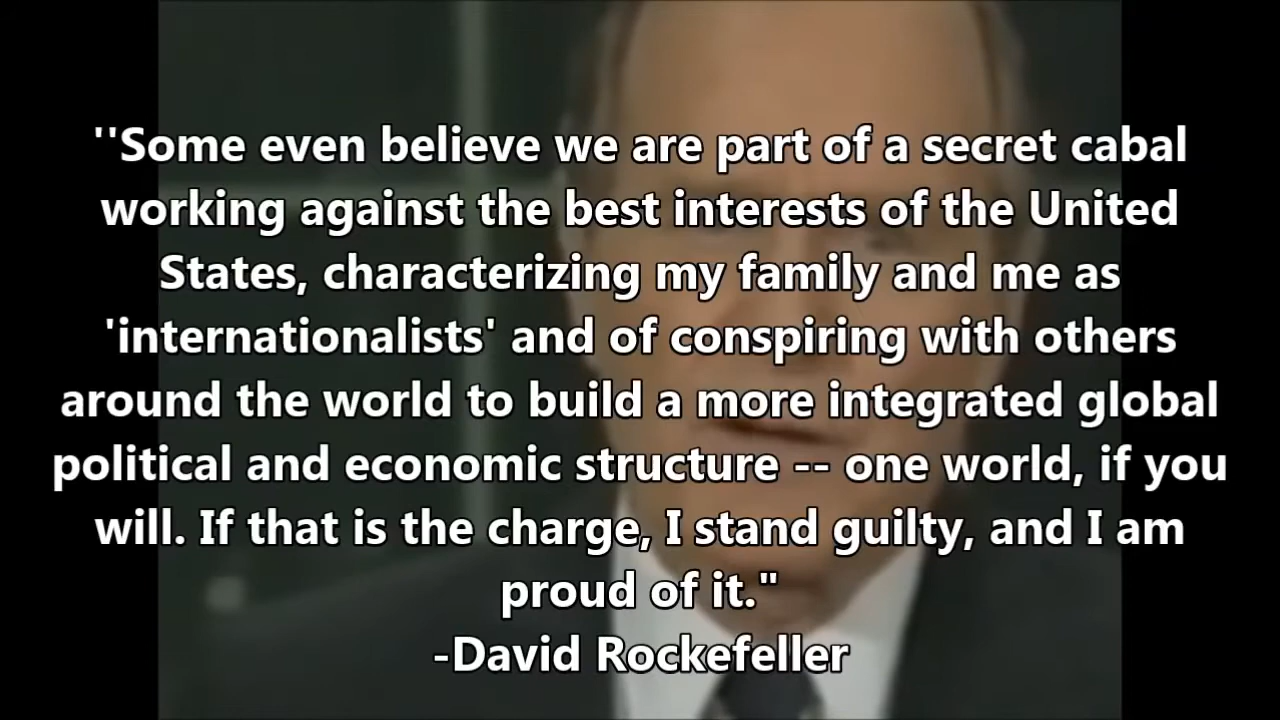 ''Some even believe we are part of a secret cabal
working against the best interests of the United
States, characterizing my family and me as
'internationalists' and of conspiring with others
around the world to build a more integrated global
political and economic structure -- one world, if you
will. If that is the charge, I stand guilty, and I am
proud of it."
-David Rockefeller